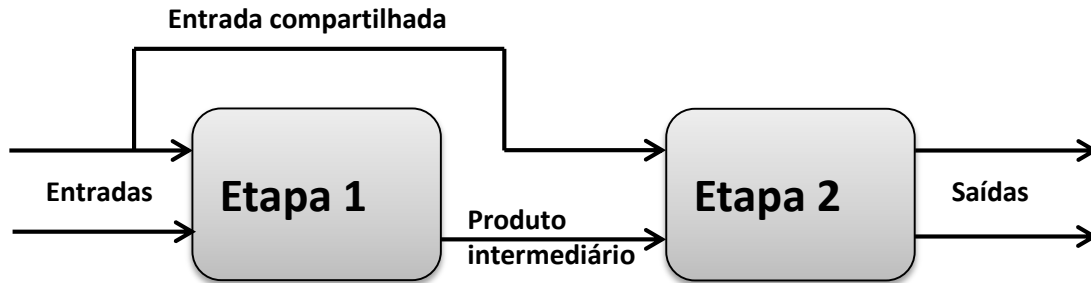 Entrada compartilhada
Entradas
Etapa 1
Produto
intermediário
Etapa 2
Saídas